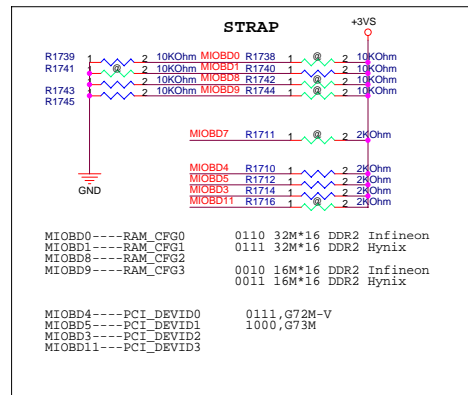 STRAP
+3VS
R1739 1 2 10KOhm MIOBD0 R1738 1 @ 2 10KOhm
R1741 1 @ 2 10KOhm MIOBD1 R1740 1 2 10KOhm
R1743 1 2 10KOhm MIOBD8 R1742 1 @ 2 10KOhm
R1745 1 2 10KOhm MIOBD9 R1744 1 @ 2 10KOhm
MIOBD7 R1711 1 @ 2 2KOhm
MIOBD4 R1710 1 2 2KOhm
MIOBD5 R1712 1 2 2KOhm
MIOBD3 R1714 1 2 2KOhm
MIOBD11 R1716 1 @ 2 2KOhm
GND
MIOBD0----RAM_CFG0 0110 32M*16 DDR2 Infineon
MIOBD1----RAM_CFG1 0111 32M*16 DDR2 Hynix
MIOBD8----RAM_CFG2
MIOBD9----RAM_CFG3 0010 16M*16 DDR2 Infineon
0011 16M*16 DDR2 Hynix
MIOBD4----PCI_DEVID0 0111,G72M-V
MIOBD5----PCI_DEVID1 1000,G73M
MIOBD3----PCI_DEVID2
MIOBD11---PCI_DEVID3